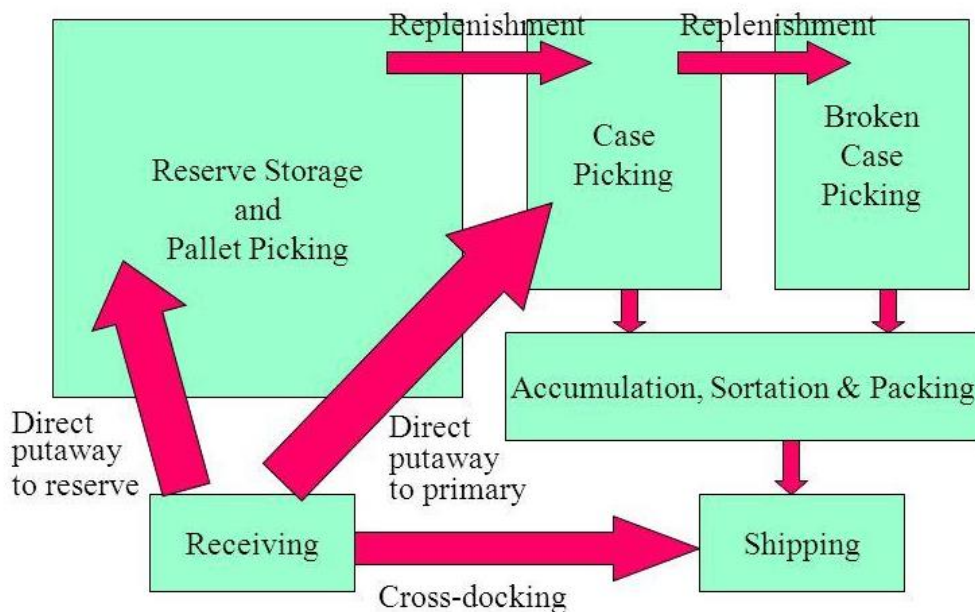 Replenishment
Replenishment
Reserve Storage
and
Pallet Picking
Case
Picking
Broken
Case
Picking
Accumulation, Sortation & Packing
Direct
putaway
to reserve
Direct
putaway
to primary
Receiving
Shipping
Cross-docking